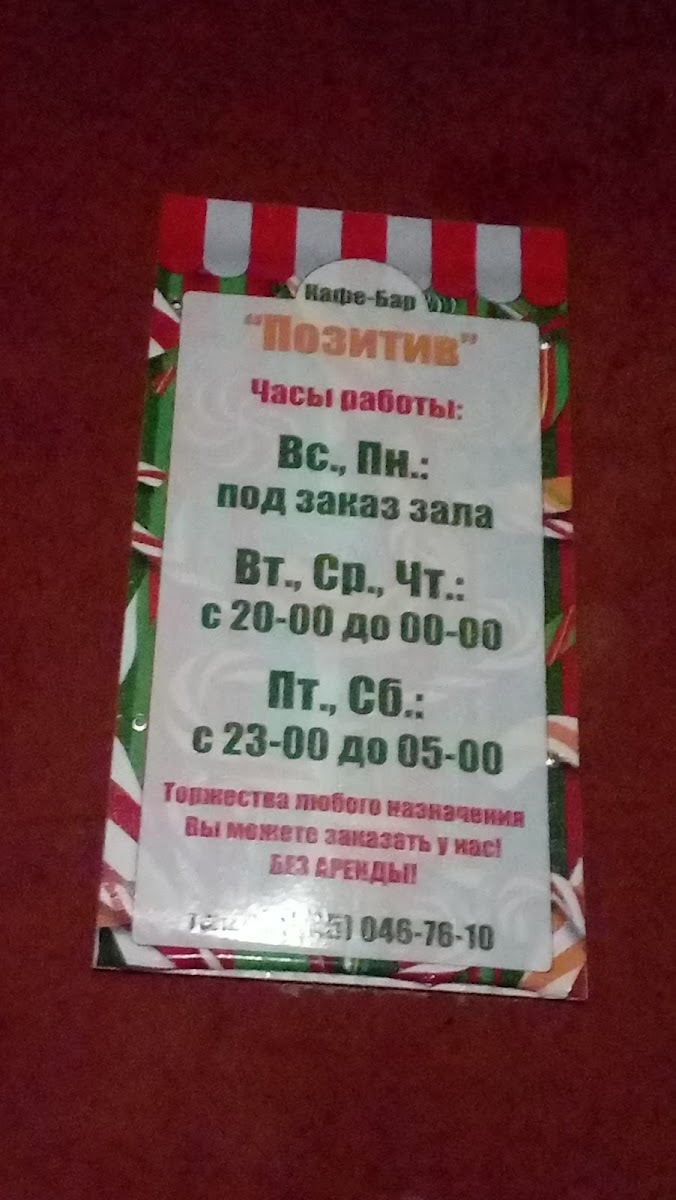 Кафе-Бар
“Позитив”
Часы работы:
Вс., Пн.:
под заказ зала
Вт., Ср., Чт.:
с 20-00 до 00-00
Пт., Сб.:
с 23-00 до 05-00
Торжества любого назначения
Вы можете заказать у нас!
БЕЗ АРЕНДЫ!
046-76-10